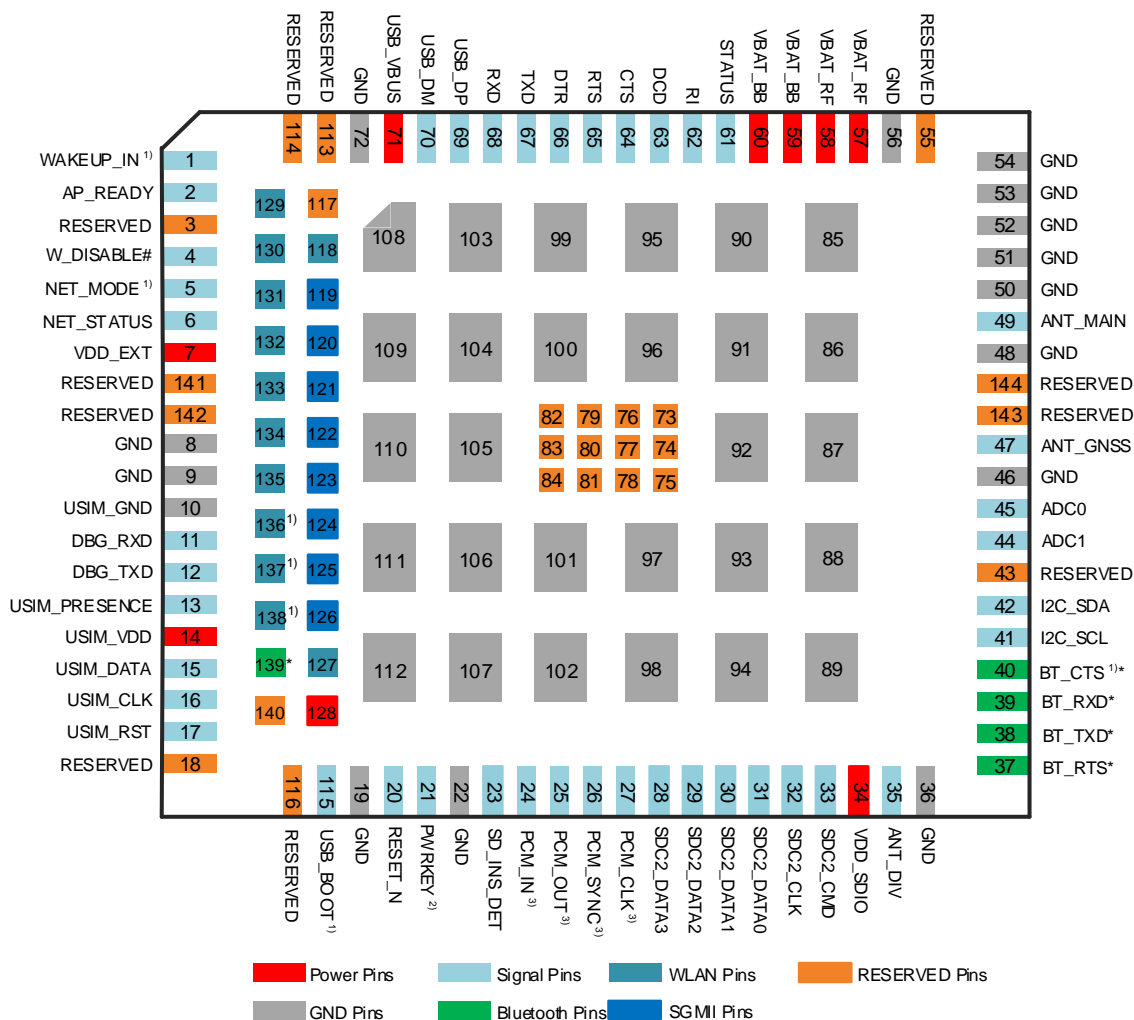 RESERVED
RESERVED
GND
USB_VBUS
USB_DM
USB_DP
RXD
TXD
DTR
RTS
CTS
DCD
RI
STATUS
VBAT_BB
VBAT_BB
VBAT_RF
VBAT_RF
GND
RESERVED
114 113 72 71 70 69 68 67 66 65 64 63 62 61 60 59 58 57 56 55
WAKEUP_IN 1) 1
AP_READY 2
RESERVED 3
W_DISABLE# 4
NET_MODE 1) 5
NET_STATUS 6
VDD_EXT 7
RESERVED 141
RESERVED 142
GND 8
GND 9
USIM_GND 10
DBG_RXD 11
DBG_TXD 12
USIM_PRESENCE 13
USIM_VDD 14
USIM_DATA 15
USIM_CLK 16
USIM_RST 17
RESERVED 18
129 117
130 118
131 119
132 120
133 121
134 122
135 123
136 1) 124
137 1) 125
138 1) 126
139* 127
140 128
108 103 99 95 90 85
109 104 100 96 91 86
82 79 76 73
83 80 77 74
84 81 78 75
110 105 92 87
111 106 101 97 93 88
112 107 102 98 94 89
54 GND
53 GND
52 GND
51 GND
50 GND
49 ANT_MAIN
48 GND
144 RESERVED
143 RESERVED
47 ANT_GNSS
46 GND
45 ADC0
44 ADC1
43 RESERVED
42 I2C_SDA
41 I2C_SCL
40 BT_CTS 1)*
39 BT_RXD*
38 BT_TXD*
37 BT_RTS*
116 115 19 20 21 22 23 24 25 26 27 28 29 30 31 32 33 34 35 36
RESERVED
USB_BOOT 1)
GND
RESET_N
PWRKEY 2)
GND
SD_INS_DET
PCM_IN 3)
PCM_OUT 3)
PCM_SYNC 3)
PCM_CLK 3)
SDC2_DATA3
SDC2_DATA2
SDC2_DATA1
SDC2_DATA0
SDC2_CLK
SDC2_CMD
VDD_SDIO
ANT_DIV
GND
Power Pins Signal Pins WLAN Pins RESERVED Pins
GND Pins Bluetooth Pins SGMII Pins